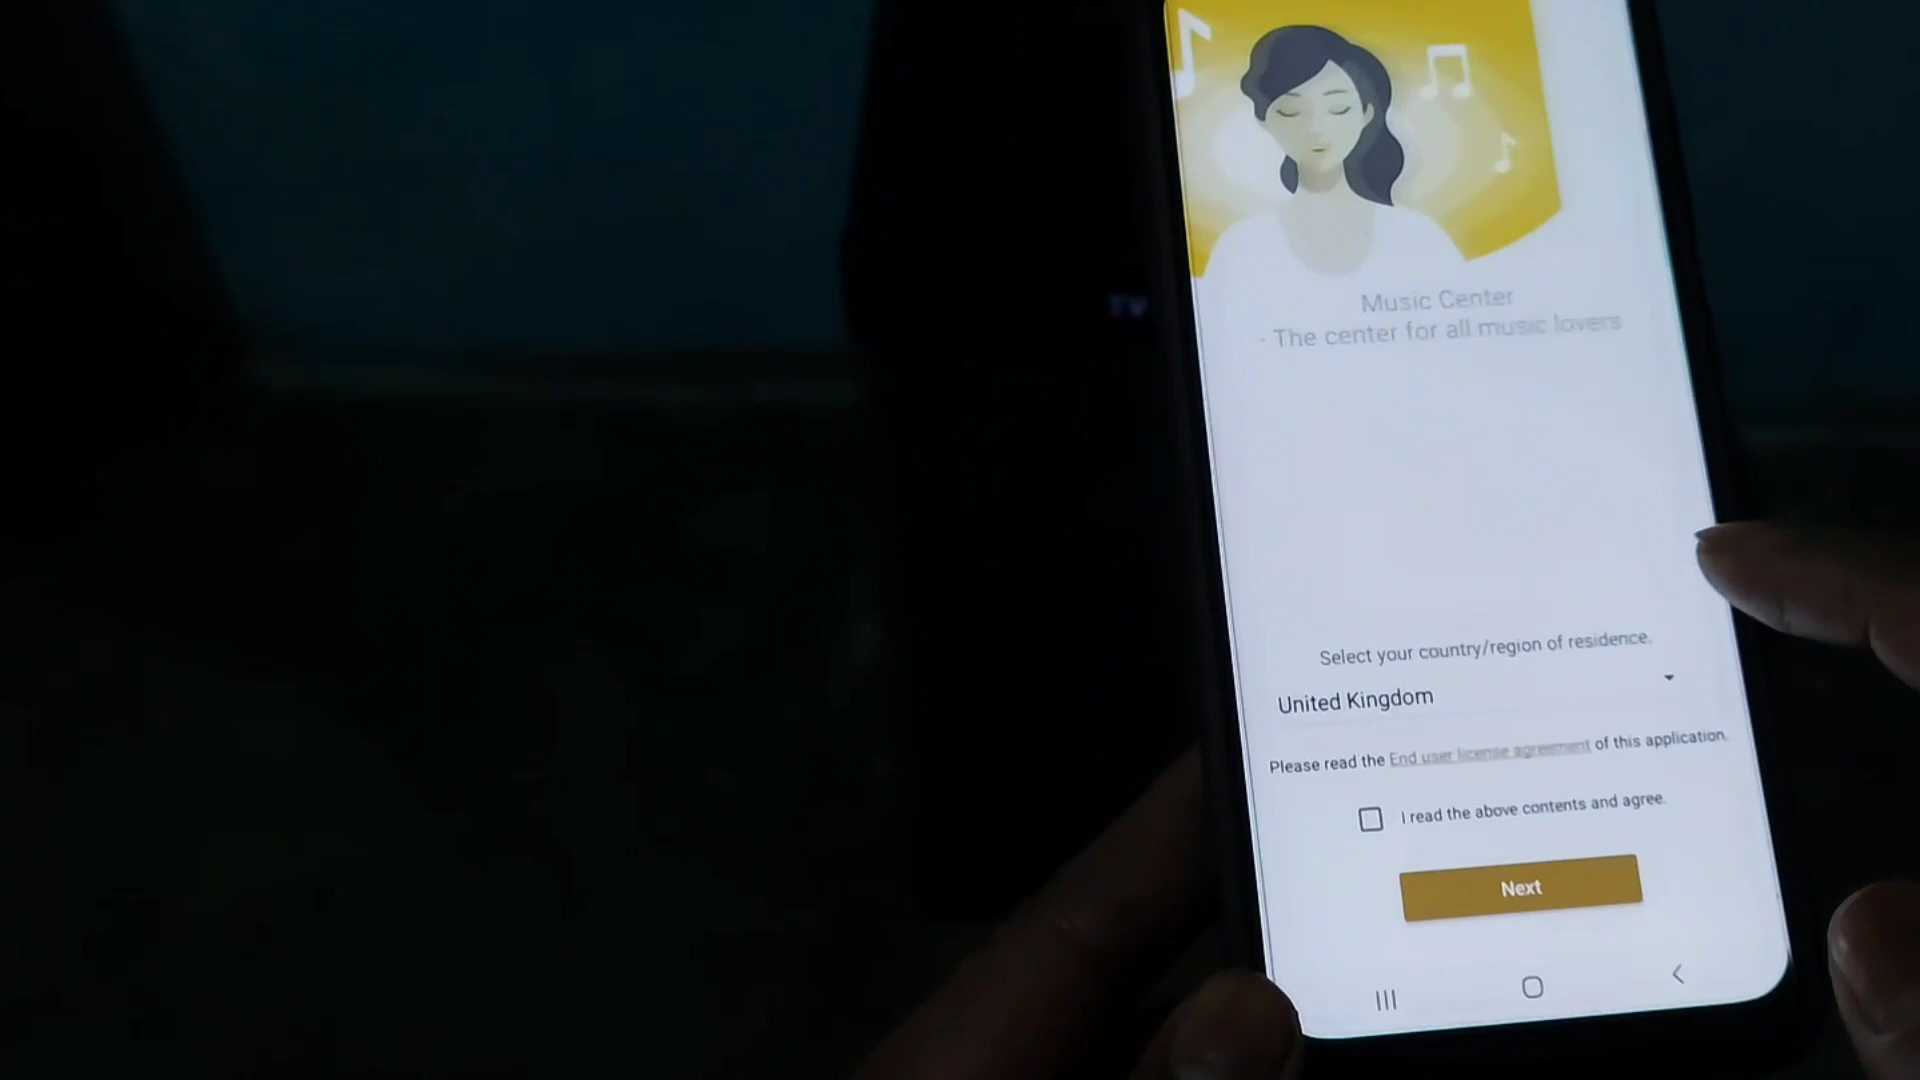 TV
Music Center
- The center for all music lovers
Select your country/region of residence.
United Kingdom
Please read the End user license agreement of this application.
I read the above contents and agree.
Next